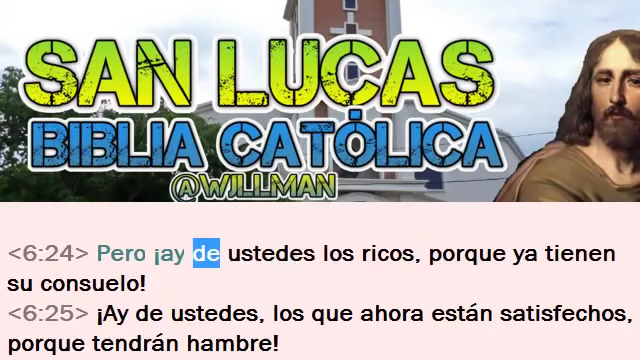 SAN LUCAS
BIBLIA CATÓLICA
@WJLLMAN
<6:24> Pero ¡ay de ustedes los ricos, porque ya tienen
su consuelo!
<6:25> ¡Ay de ustedes, los que ahora están satisfechos,
porque tendrán hambre!